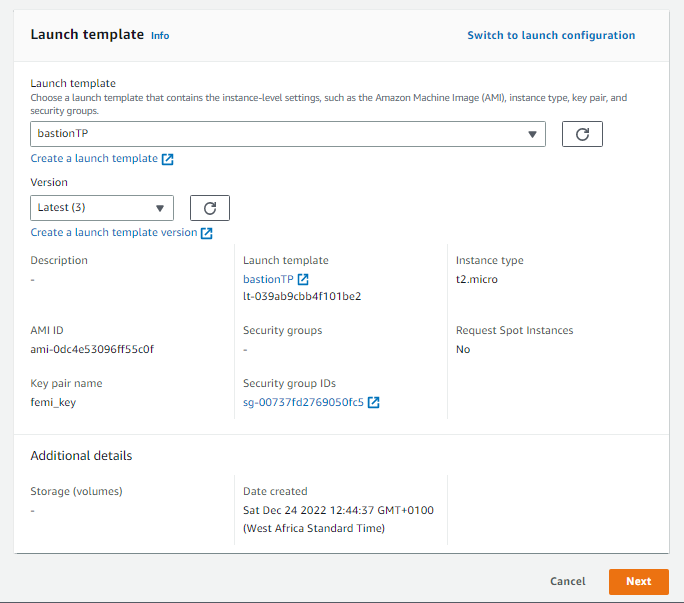 Launch template Info
Switch to launch configuration
Launch template
Choose a launch template that contains the instance-level settings, such as the Amazon Machine Image (AMI), instance type, key pair, and
security groups.
bastionTP
Create a launch template
Version
Latest (3)
Create a launch template version
Description
-
Launch template
bastionTP
lt-039ab9cbb4f101be2
Instance type
t2.micro
AMI ID
ami-0dc4e53096ff55c0f
Security groups
-
Request Spot Instances
No
Key pair name
femi_key
Security group IDs
sg-00737fd2769050fc5
Additional details
Storage (volumes)
-
Date created
Sat Dec 24 2022 12:44:37 GMT+0100
(West Africa Standard Time)
Cancel
Next